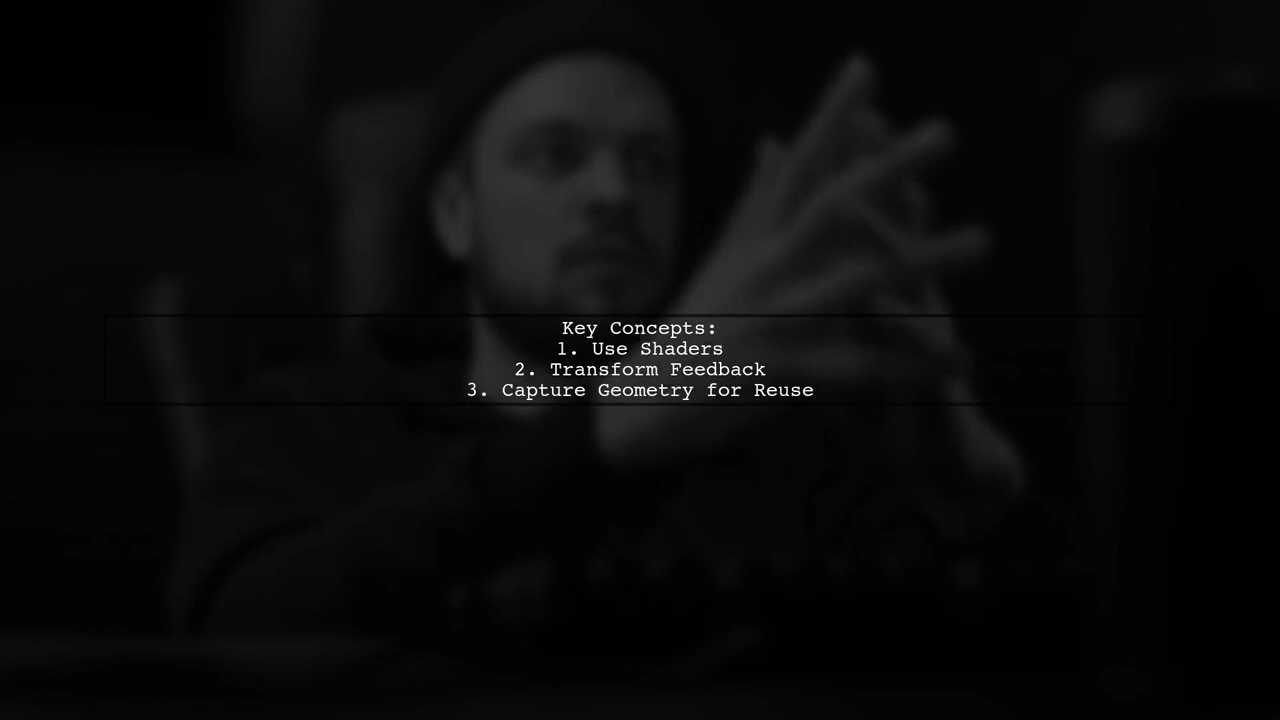 Key Concepts:
1. Use Shaders
2. Transform Feedback
3. Capture Geometry for Reuse